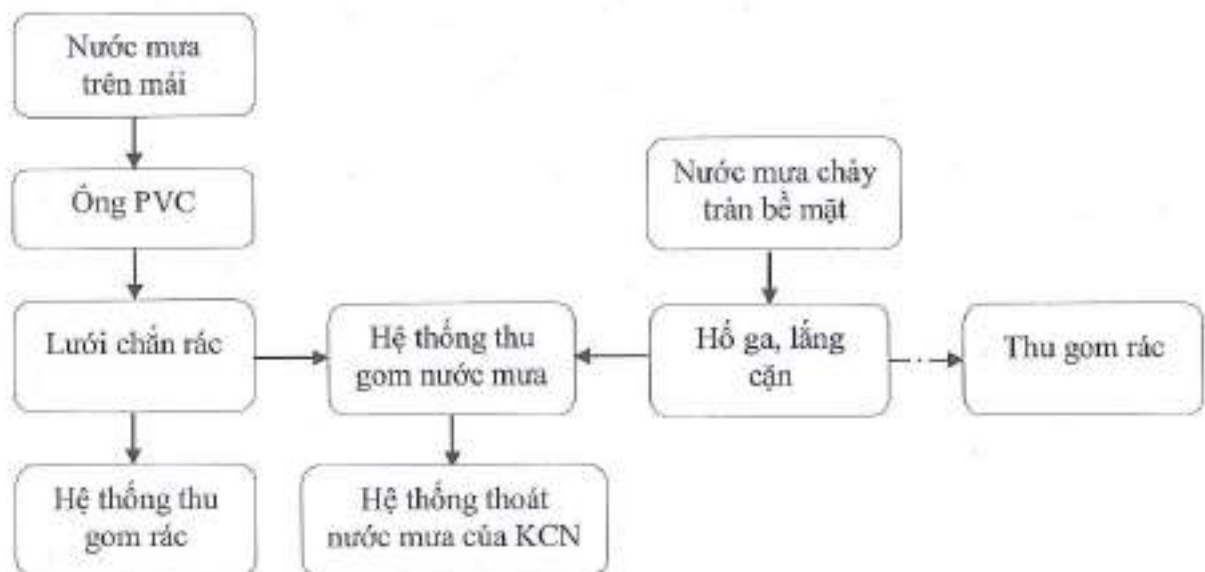 Nước mưa
trên mái
Ống PVC
Nước mưa chảy
tràn bề mặt
Lưới chắn rác
Hệ thống thu
gom nước mưa
Hố ga, lắng
cặn
Thu gom rác
Hệ thống thu
gom rác
Hệ thống thoát
nước mưa của KCN